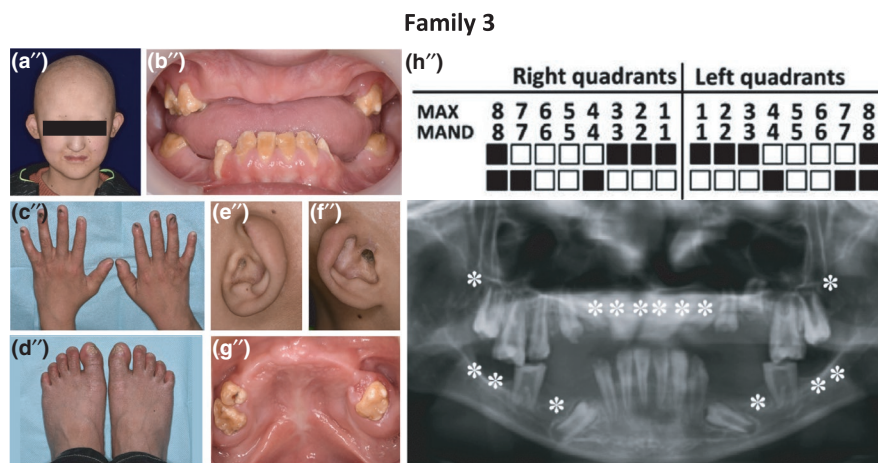 Family 3
(a″)
(b″)
(c″)
(d″)
(e″)
(f″)
(g″)
(h″)
Right quadrants Left quadrants
MAX 8 7 6 5 4 3 2 1 1 2 3 4 5 6 7 8
MAND 8 7 6 5 4 3 2 1 1 2 3 4 5 6 7 8
* *
* * * * * *
* * * *
* *